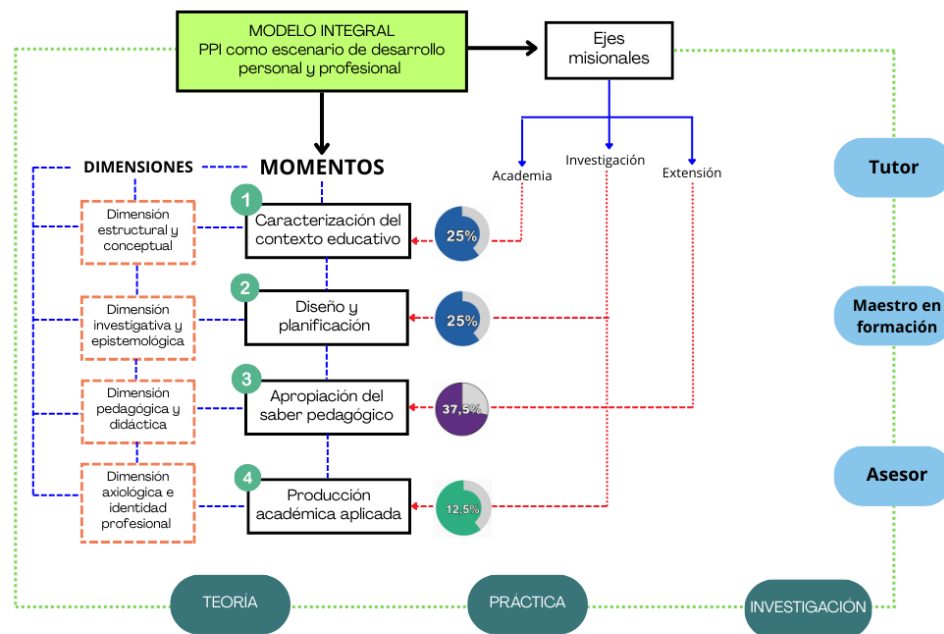 MODELO INTEGRAL
PPI como escenario de desarrollo
personal y profesional
Ejes
misionales
Academia
Investigación
Extensión
DIMENSIONES
MOMENTOS
Dimensión
estructural y
conceptual
1
Caracterización del
contexto educativo
25%
Dimensión
investigativa y
epistemológica
2
Diseño y
planificación
25%
Dimensión
pedagógica y
didáctica
3
Apropiación del
saber pedagógico
37,5%
Dimensión
axiológica e
identidad
profesional
4
Producción
académica aplicada
12,5%
Tutor
Maestro en
formación
Asesor
TEORÍA
PRÁCTICA
INVESTIGACIÓN